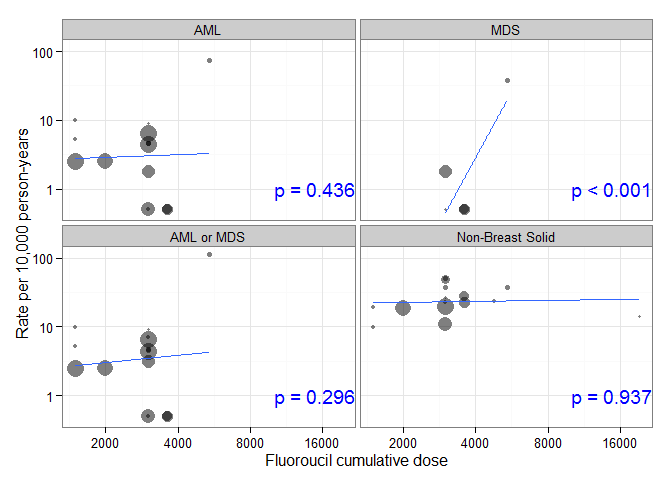 AML
MDS
100
10
1
p = 0.436
p < 0.001
AML or MDS
Non-Breast Solid
100
10
1
p = 0.296
p = 0.937
2000 4000 8000 16000
2000 4000 8000 16000
Fluoroucil cumulative dose
Rate per 10,000 person-years